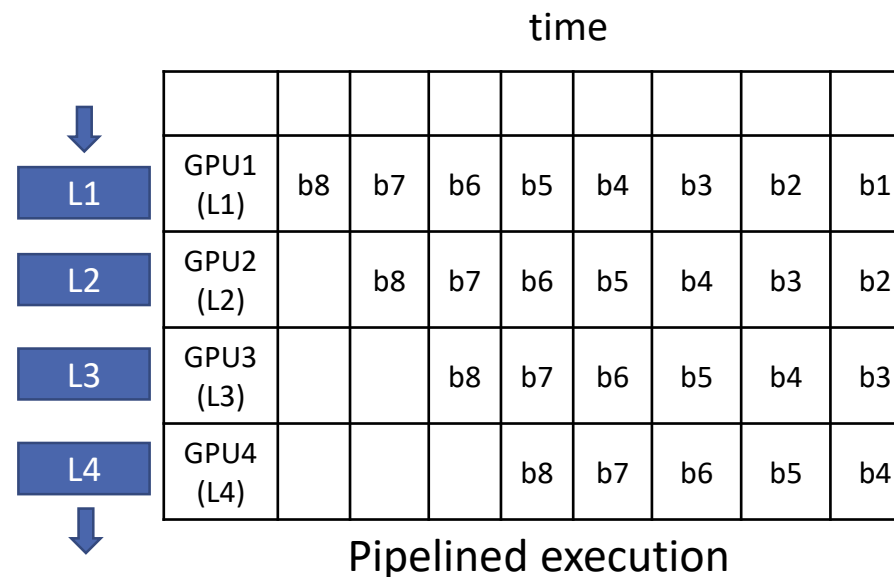 time
L1
GPU1
(L1)
b8 b7 b6 b5 b4 b3 b2 b1
L2
GPU2
(L2)
b8 b7 b6 b5 b4 b3 b2
L3
GPU3
(L3)
b8 b7 b6 b5 b4 b3
L4
GPU4
(L4)
b8 b7 b6 b5 b4
Pipelined execution